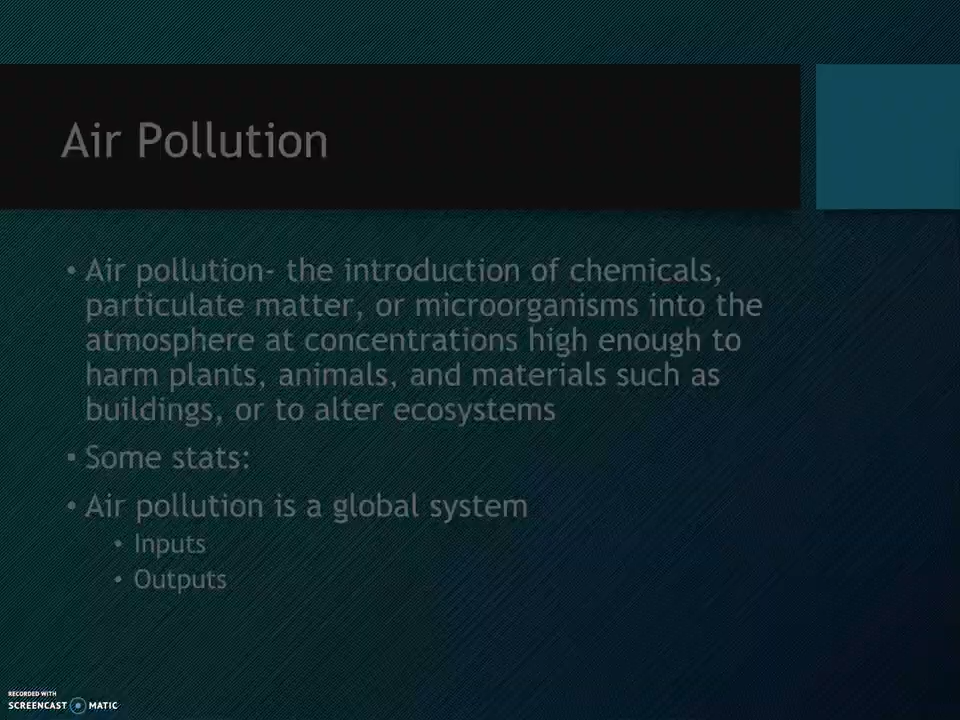 Air Pollution
• Air pollution- the introduction of chemicals,
particulate matter, or microorganisms into the
atmosphere at concentrations high enough to
harm plants, animals, and materials such as
buildings, or to alter ecosystems
• Some stats:
• Air pollution is a global system
• Inputs
• Outputs
RECORDED WITH
SCREENCAST MATIC